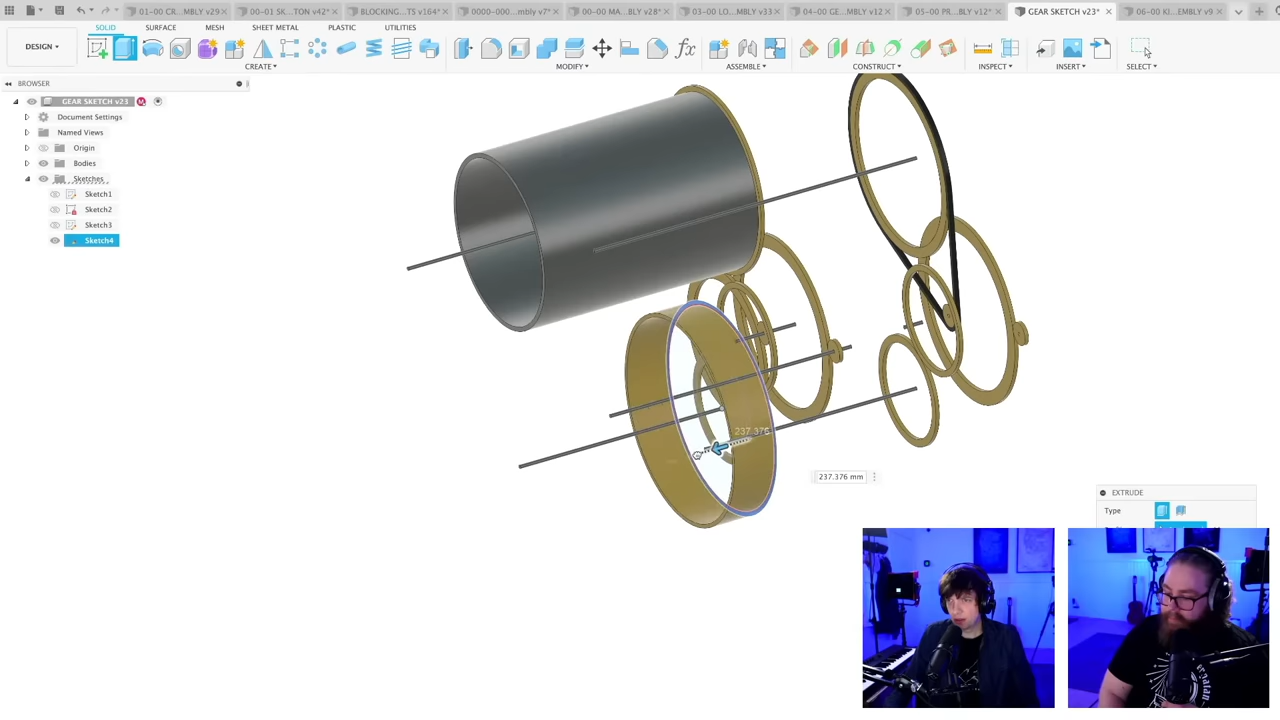 01-00 CR...MBLY v29*
00-01 SK...TON v42*
BLOCKING...TS v164*
0000-000...mbly v7*
00-00 MA...BLY v28*
03-00 LO...MBLY v33
04-00 GE...MBLY v12
05-00 PR...BLY v12*
GEAR SKETCH v23*
06-00 KI...EMBLY v9
DESIGN
SOLID SURFACE MESH SHEET METAL PLASTIC UTILITIES
CREATE MODIFY ASSEMBLE CONSTRUCT INSPECT INSERT SELECT
BROWSER
GEAR SKETCH v23
Document Settings
Named Views
Origin
Bodies
Sketches
Sketch1
Sketch2
Sketch3
Sketch4
237.376
237.376 mm
EXTRUDE
Type